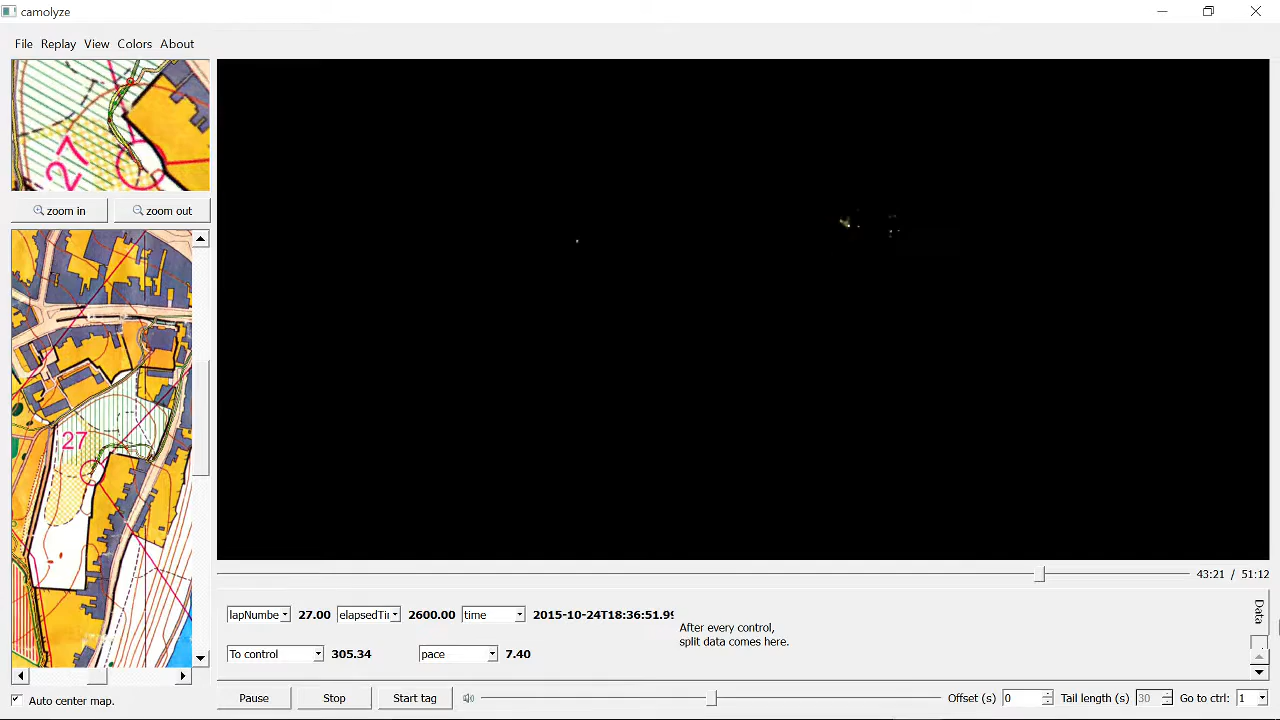 camolyze
File Replay View Colors About
27
zoom in
zoom out
27
43:21 / 51:12
lapNumbe 27.00 elapsedTi 2600.00 time 2015-10-24T18:36:51.99
To control 305.34 pace 7.40
After every control,
split data comes here.
Data
Auto center map.
Pause Stop Start tag Offset (s) 0 Tail length (s) 30 Go to ctrl: 1